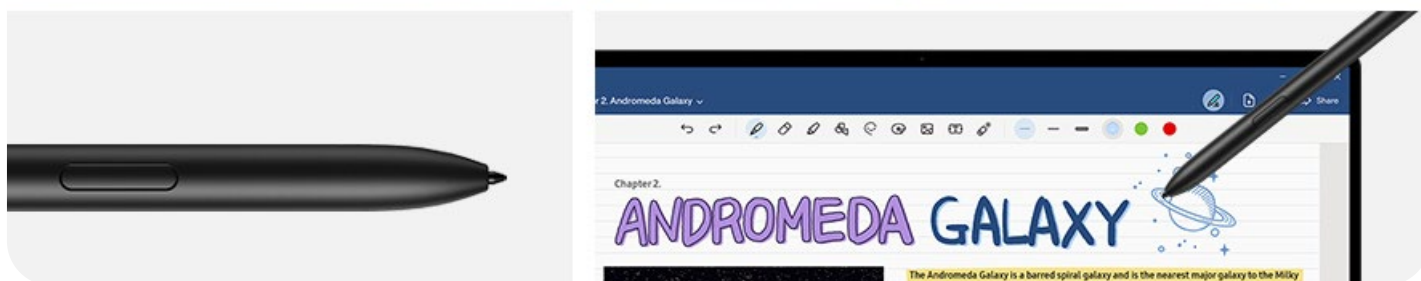 r 2. Andromeda Galaxy
Share
Chapter 2.
ANDROMEDA GALAXY
The Andromeda Galaxy is a barred spiral galaxy and is the nearest major galaxy to the Milky